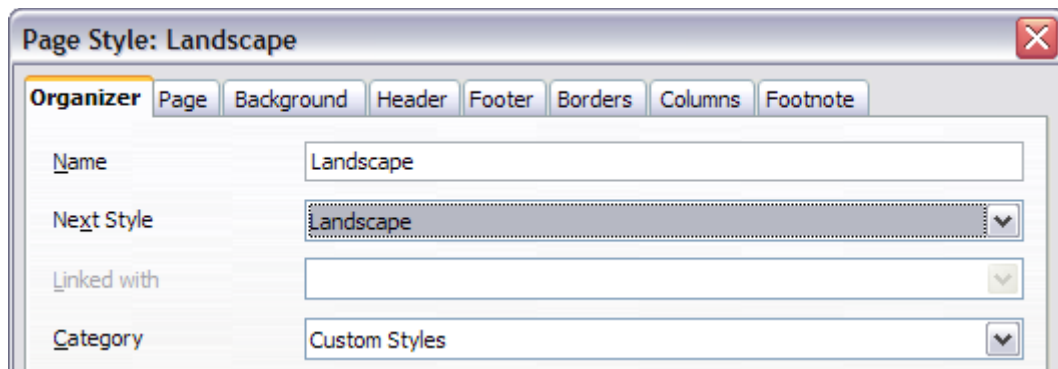 Page Style: Landscape
Organizer Page Background Header Footer Borders Columns Footnote
Name Landscape
Next Style Landscape
Linked with
Category Custom Styles